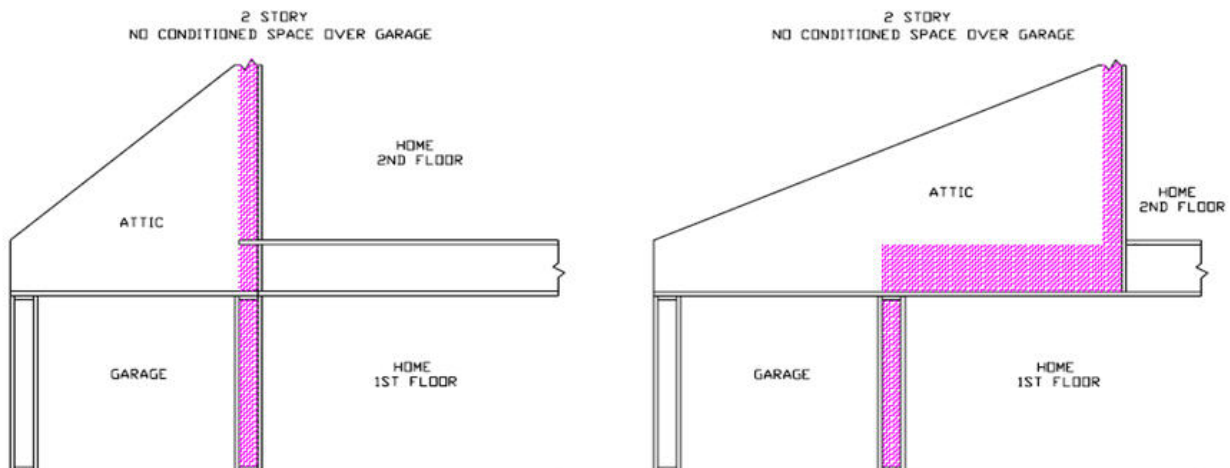 2 STORY
NO CONDITIONED SPACE OVER GARAGE
HOME
2ND FLOOR
ATTIC
GARAGE
HOME
1ST FLOOR
2 STORY
NO CONDITIONED SPACE OVER GARAGE
ATTIC
HOME
2ND FLOOR
GARAGE
HOME
1ST FLOOR